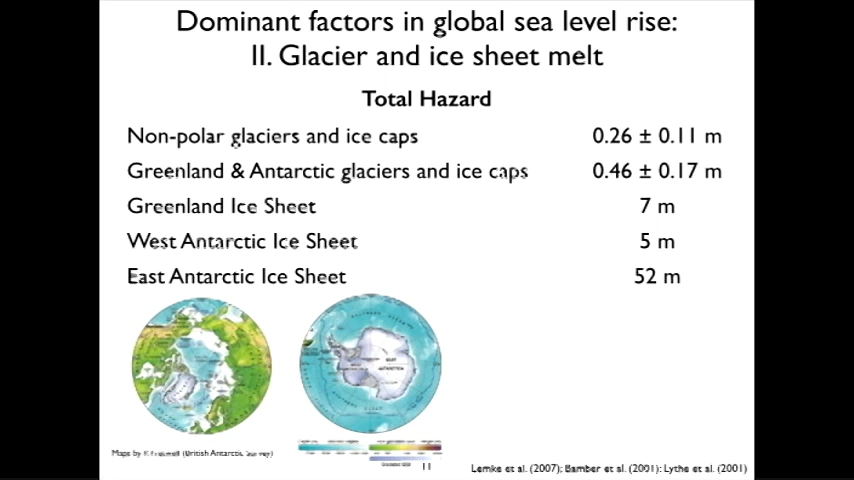 Dominant factors in global sea level rise:
II. Glacier and ice sheet melt
Total Hazard
Non-polar glaciers and ice caps 0.26 ± 0.11 m
Greenland & Antarctic glaciers and ice caps 0.46 ± 0.17 m
Greenland Ice Sheet 7 m
West Antarctic Ice Sheet 5 m
East Antarctic Ice Sheet 52 m
EAST
ANTARCTICA
Maps by P. Fretwell (British Antarctic Survey)
11
Lemke et al. (2007); Bamber et al. (2001); Lythe et al. (2001)